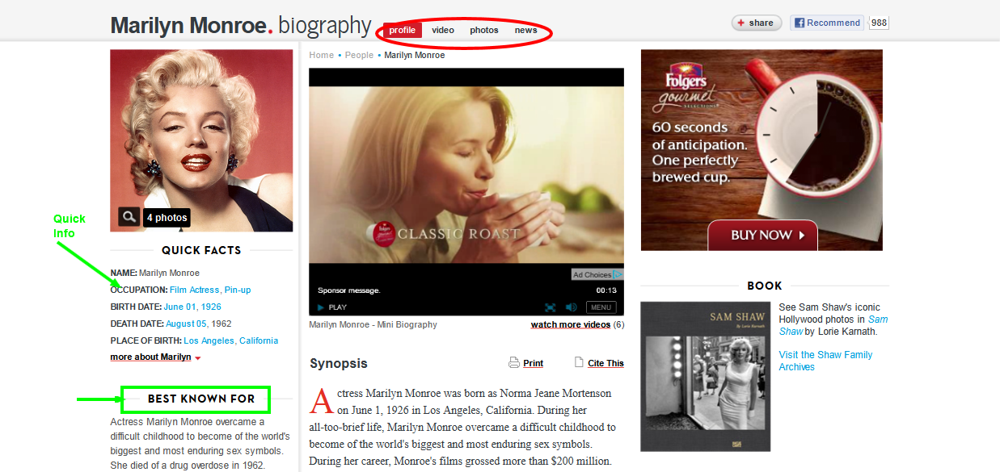 Marilyn Monroe. biography
profile video photos news
+ share
Recommend 988
Home • People • Marilyn Monroe
4 photos
Quick
Info
QUICK FACTS
NAME: Marilyn Monroe
OCCUPATION: Film Actress, Pin-up
BIRTH DATE: June 01, 1926
DEATH DATE: August 05, 1962
PLACE OF BIRTH: Los Angeles, California
more about Marilyn
BEST KNOWN FOR
Actress Marilyn Monroe overcame a
difficult childhood to become of the world's
biggest and most enduring sex symbols.
She died of a drug overdose in 1962.
Folgers
CLASSIC ROAST
Ad Choices
Sponsor message.
00:13
PLAY
MENU
Marilyn Monroe - Mini Biography
watch more videos (6)
Synopsis
Print
Cite This
Actress Marilyn Monroe was born as Norma Jeane Mortenson
on June 1, 1926 in Los Angeles, California. During her
all-too-brief life, Marilyn Monroe overcame a difficult childhood to
become of the world's biggest and most enduring sex symbols.
During her career, Monroe's films grossed more than $200 million.
Folgers
gourmet
SELECTIONS
60 seconds
of anticipation.
One perfectly
brewed cup.
BUY NOW
BOOK
SAM SHAW
by Lorie Karnath
See Sam Shaw's iconic
Hollywood photos in Sam
Shaw by Lorie Karnath.
Visit the Shaw Family
Archives